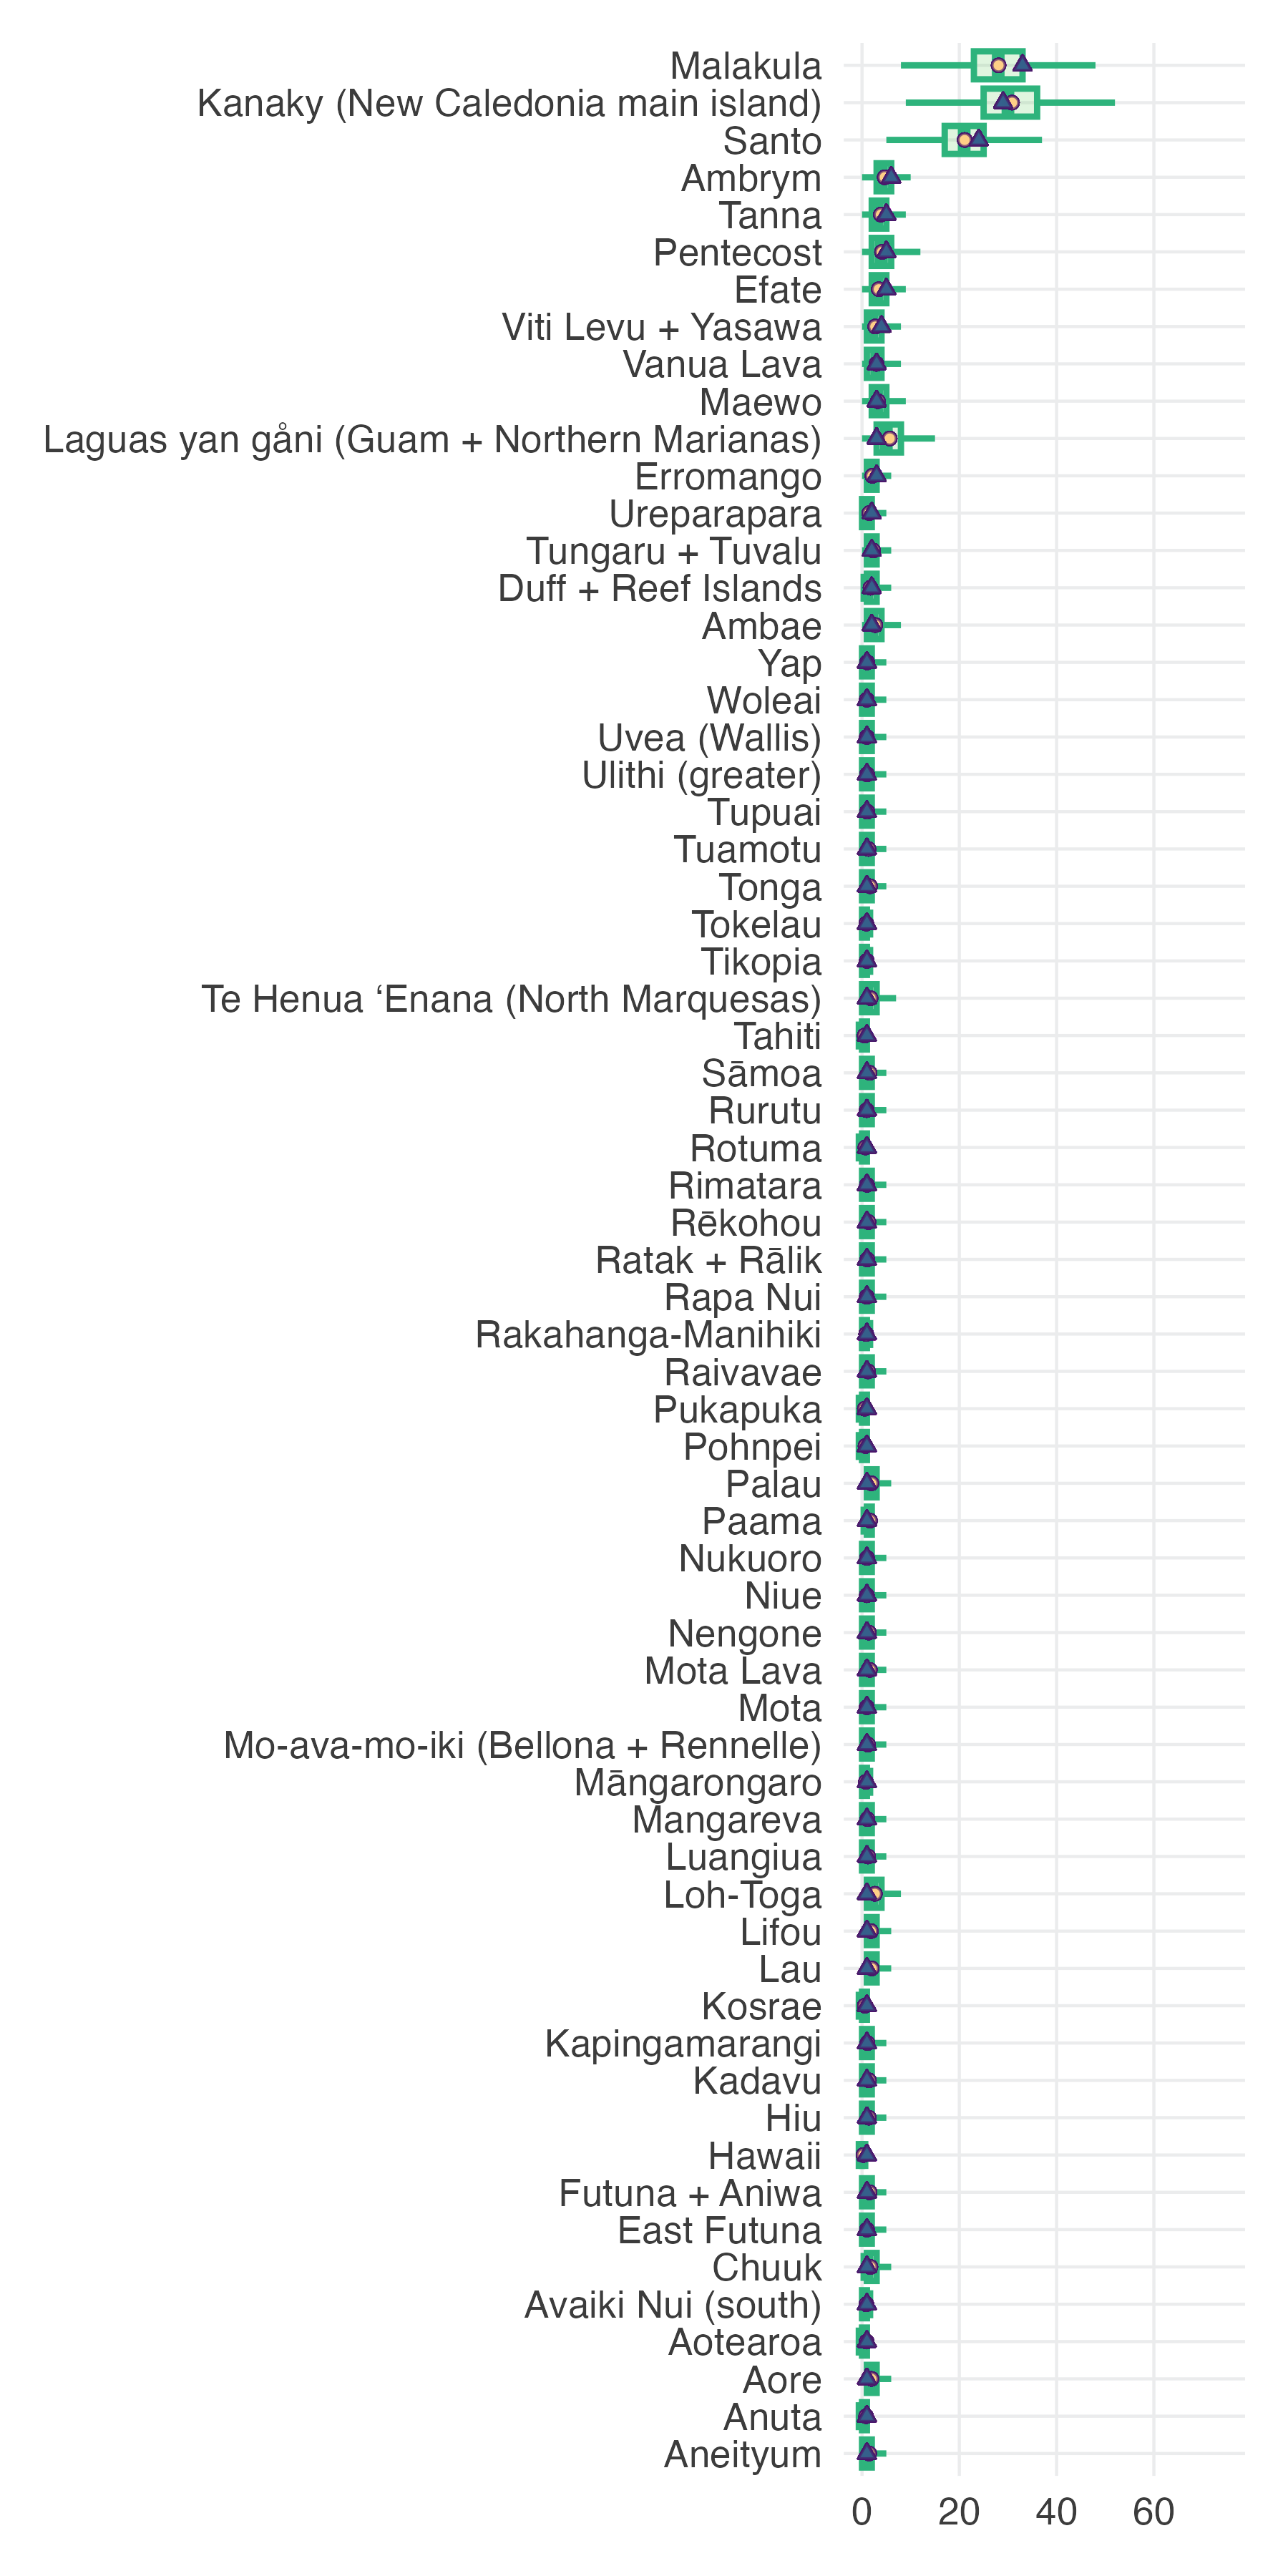 Malakula
Kanaky (New Caledonia main island)
Santo
Ambrym
Tanna
Pentecost
Efate
Viti Levu + Yasawa
Vanua Lava
Maewo
Laguas yan gåni (Guam + Northern Marianas)
Erromango
Ureparapara
Tungaru + Tuvalu
Duff + Reef Islands
Ambae
Yap
Woleai
Uvea (Wallis)
Ulithi (greater)
Tupuai
Tuamotu
Tonga
Tokelau
Tikopia
Te Henua ‘Enana (North Marquesas)
Tahiti
Sāmoa
Rurutu
Rotuma
Rimatara
Rēkohou
Ratak + Rālik
Rapa Nui
Rakahanga-Manihiki
Raivavae
Pukapuka
Pohnpei
Palau
Paama
Nukuoro
Niue
Nengone
Mota Lava
Mota
Mo-ava-mo-iki (Bellona + Rennelle)
Māngarongaro
Mangareva
Luangiua
Loh-Toga
Lifou
Lau
Kosrae
Kapingamarangi
Kadavu
Hiu
Hawaii
Futuna + Aniwa
East Futuna
Chuuk
Avaiki Nui (south)
Aotearoa
Aore
Anuta
Aneityum
0 20 40 60